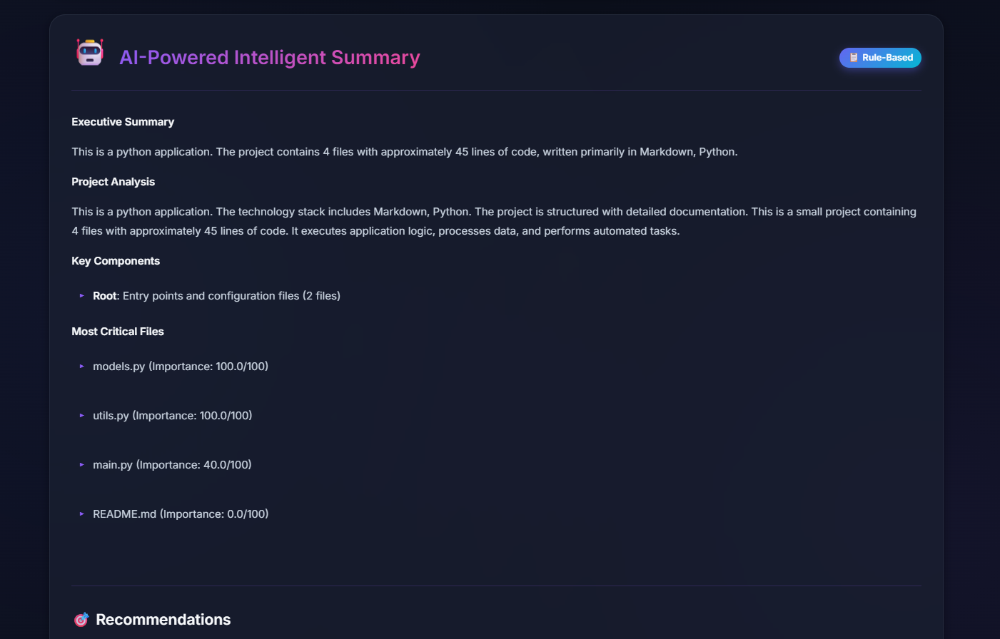 AI-Powered Intelligent Summary
Rule-Based
Executive Summary
This is a python application. The project contains 4 files with approximately 45 lines of code, written primarily in Markdown, Python.
Project Analysis
This is a python application. The technology stack includes Markdown, Python. The project is structured with detailed documentation. This is a small project containing
4 files with approximately 45 lines of code. It executes application logic, processes data, and performs automated tasks.
Key Components
Root: Entry points and configuration files (2 files)
Most Critical Files
models.py (Importance: 100.0/100)
utils.py (Importance: 100.0/100)
main.py (Importance: 40.0/100)
README.md (Importance: 0.0/100)
Recommendations